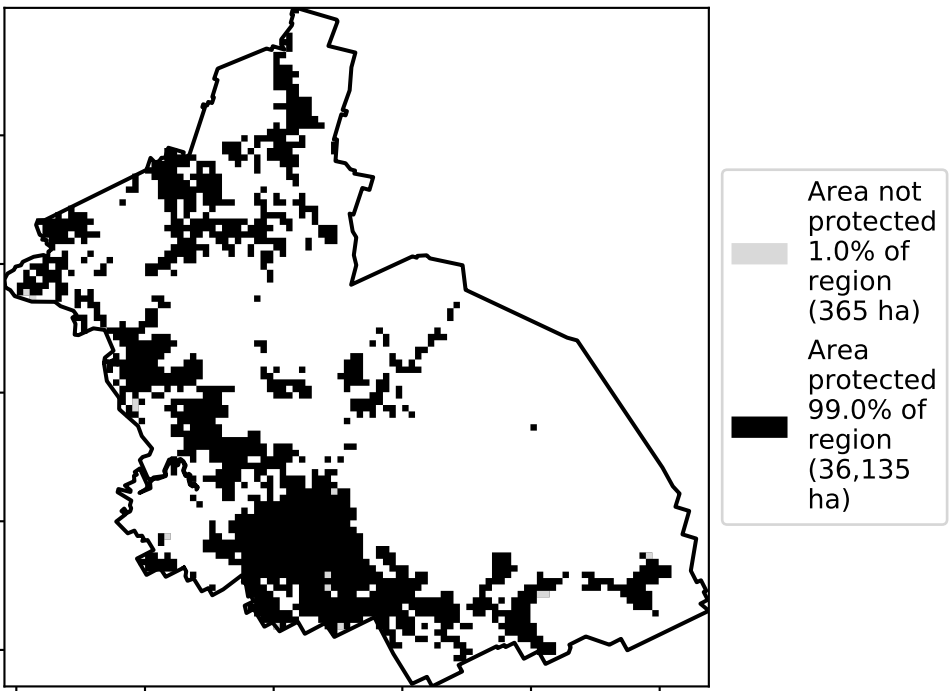 Area not
protected
1.0% of
region
(365 ha)
Area
protected
99.0% of
region
(36,135
ha)